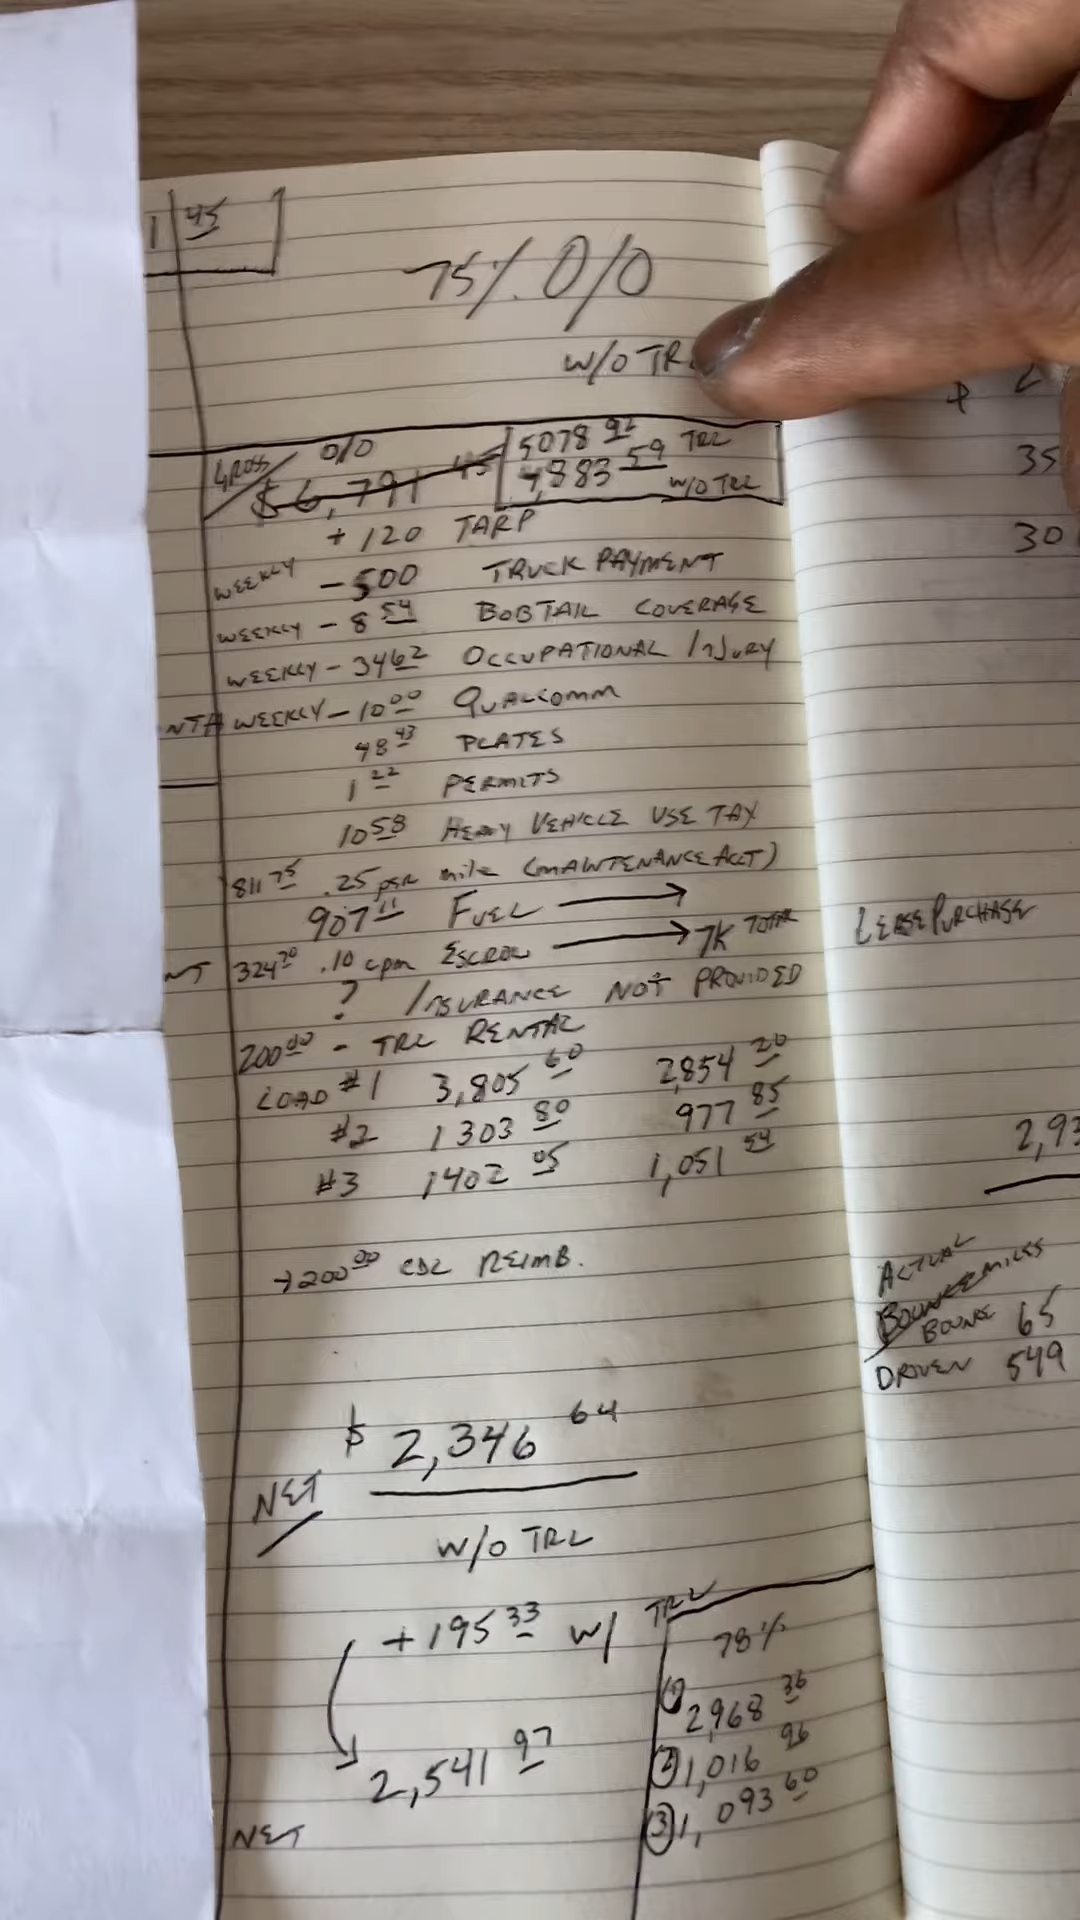 1 45
75% O/O
W/O TRL
GROSS O/O
$6,791 45
5078 92 TRL
4,883 59 W/O TRL
+ 120 TARP
WEEKLY - 500 TRUCK PAYMENT
WEEKLY - 8 54 BOBTAIL COVERAGE
WEEKLY - 34 62 OCCUPATIONAL / INJURY
WEEKLY - 10 00 QUALCOMM
48 43 PLATES
1 22 PERMITS
10 58 HEAVY VEHICLE USE TAX
811 75 .25 per mile (MAINTENANCE ACCT)
907 11 FUEL →
324 70 .10 cpm ESCROW → 7K TOTAL
? INSURANCE NOT PROVIDED
200 00 - TRL RENTAL
LOAD #1 3,805 60 2854 20
#2 1303 80 977 85
#3 1402 05 1,051 54
+200 00 CDL REIMB.
$ 2,346 64
NET
W/O TRL
+195 33 W/ TRL
2,541 97
NET
78%
① 2,968 36
② 1,016 96
③ 1,093 60
35
30
LEASE PURCHASE
2,93
ACTUAL
BOUNCE MILES
BOUNCE 65
DRIVEN 549